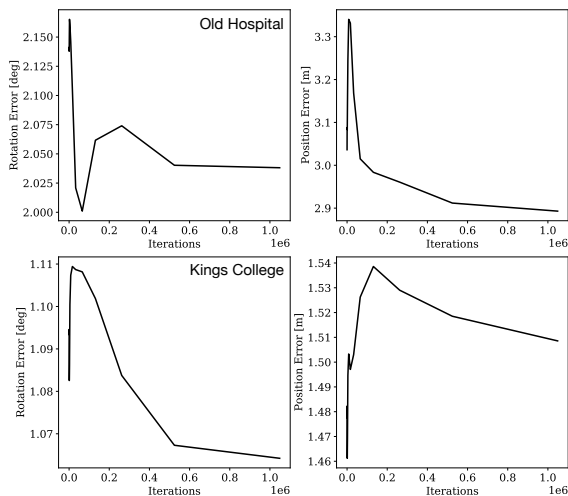 Old Hospital
Rotation Error [deg]
2.150
2.125
2.100
2.075
2.050
2.025
2.000
0.0 0.2 0.4 0.6 0.8 1.0
Iterations 1e6
Position Error [m]
3.3
3.2
3.1
3.0
2.9
0.0 0.2 0.4 0.6 0.8 1.0
Iterations 1e6
Kings College
Rotation Error [deg]
1.11
1.10
1.09
1.08
1.07
0.0 0.2 0.4 0.6 0.8 1.0
Iterations 1e6
Position Error [m]
1.54
1.53
1.52
1.51
1.50
1.49
1.48
1.47
1.46
0.0 0.2 0.4 0.6 0.8 1.0
Iterations 1e6